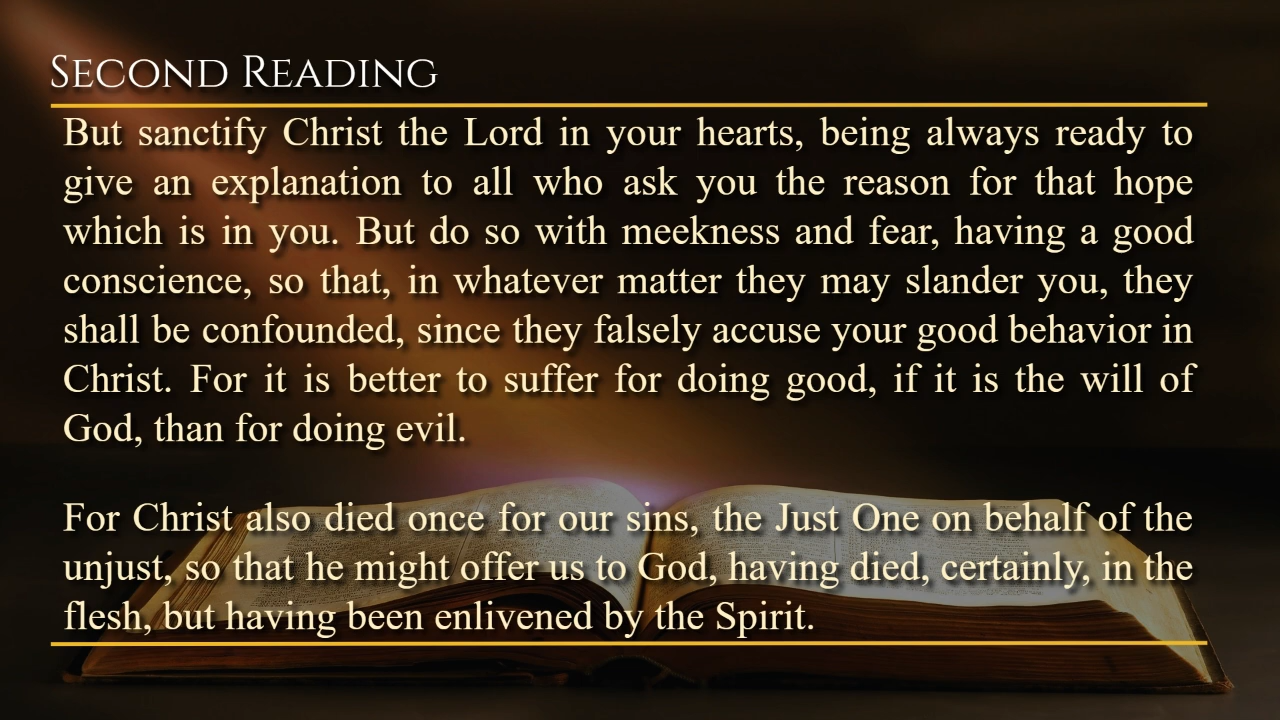 Second Reading
But sanctify Christ the Lord in your hearts, being always ready to
give an explanation to all who ask you the reason for that hope
which is in you. But do so with meekness and fear, having a good
conscience, so that, in whatever matter they may slander you, they
shall be confounded, since they falsely accuse your good behavior in
Christ. For it is better to suffer for doing good, if it is the will of
God, than for doing evil.
For Christ also died once for our sins, the Just One on behalf of the
unjust, so that he might offer us to God, having died, certainly, in the
flesh, but having been enlivened by the Spirit.